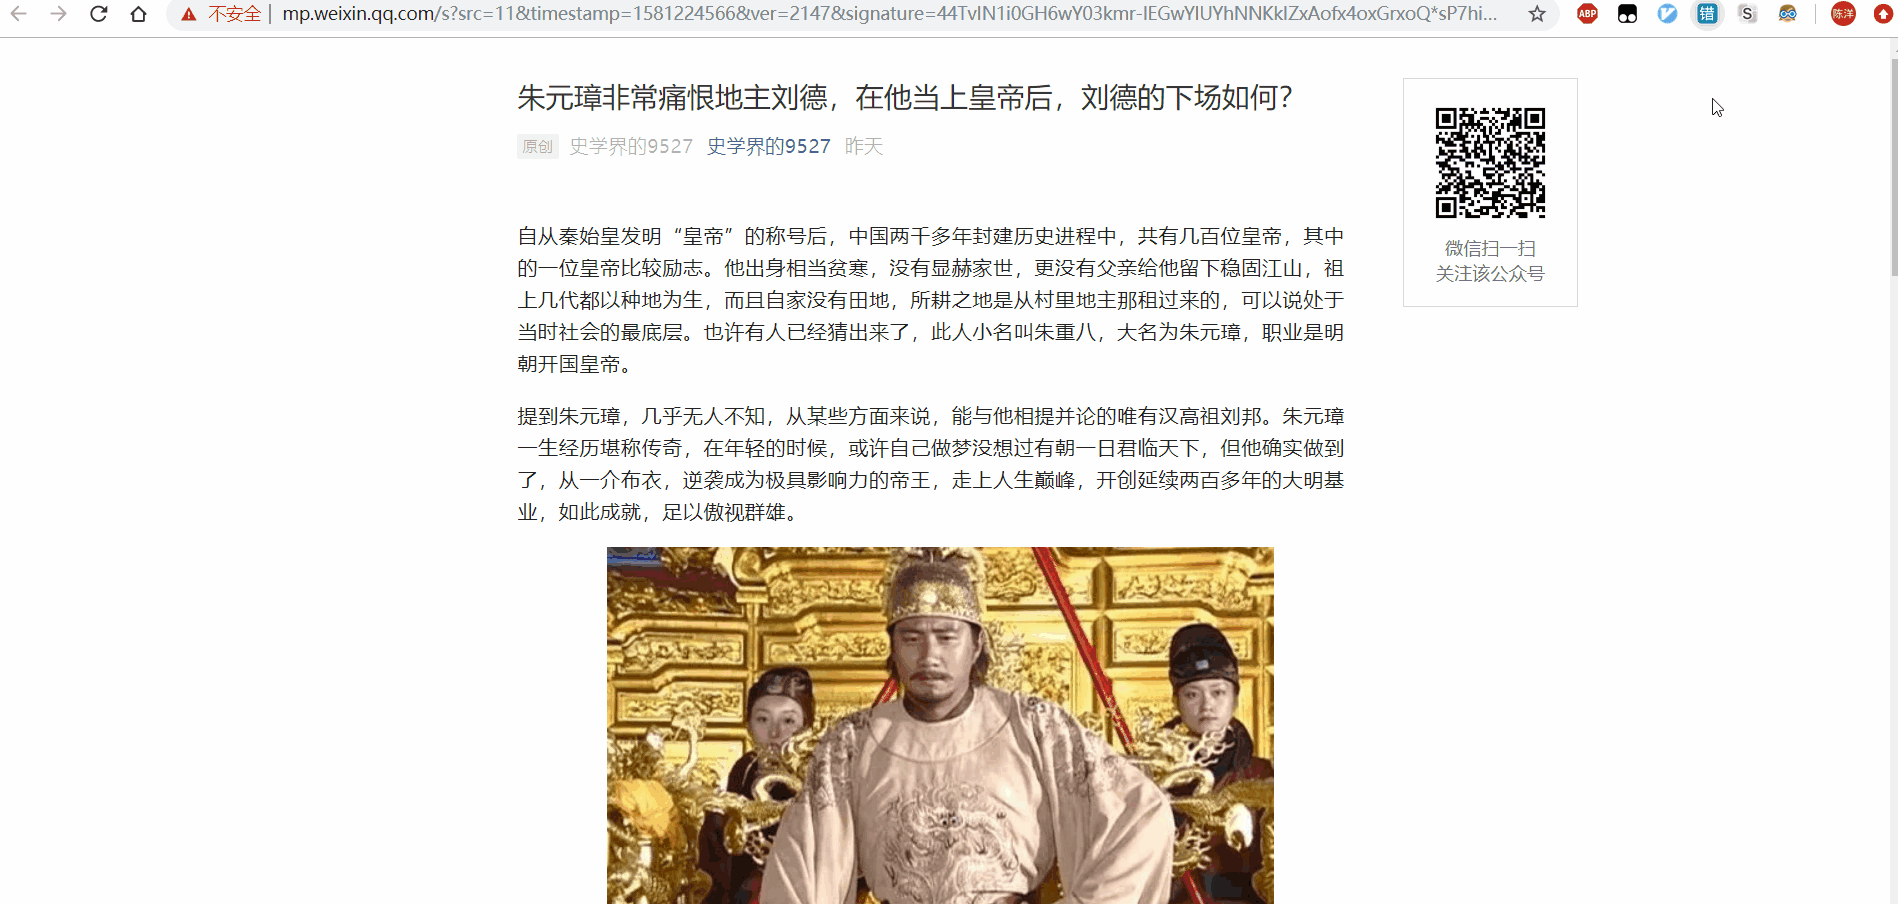 不安全 | mp.weixin.qq.com/s?src=11&timestamp=1581224566&ver=2147&signature=44TvIN1i0GH6wY03kmr-IEGwYIUYhNNKkIZxAofx4oxGrxoQ*sP7hi...
ABP
错
S
陈洋
朱元璋非常痛恨地主刘德，在他当上皇帝后，刘德的下场如何？
原创 史学界的9527 史学界的9527 昨天
自从秦始皇发明“皇帝”的称号后，中国两千多年封建历史进程中，共有几百位皇帝，其中
的一位皇帝比较励志。他出身相当贫寒，没有显赫家世，更没有父亲给他留下稳固江山，祖
上几代都以种地为生，而且自家没有田地，所耕之地是从村里地主那租过来的，可以说处于
当时社会的最底层。也许有人已经猜出来了，此人小名叫朱重八，大名为朱元璋，职业是明
朝开国皇帝。
提到朱元璋，几乎无人不知，从某些方面来说，能与他相提并论的唯有汉高祖刘邦。朱元璋
一生经历堪称传奇，在年轻的时候，或许自己做梦没想过有朝一日君临天下，但他确实做到
了，从一介布衣，逆袭成为极具影响力的帝王，走上人生巅峰，开创延续两百多年的大明基
业，如此成就，足以傲视群雄。
微信扫一扫
关注该公众号